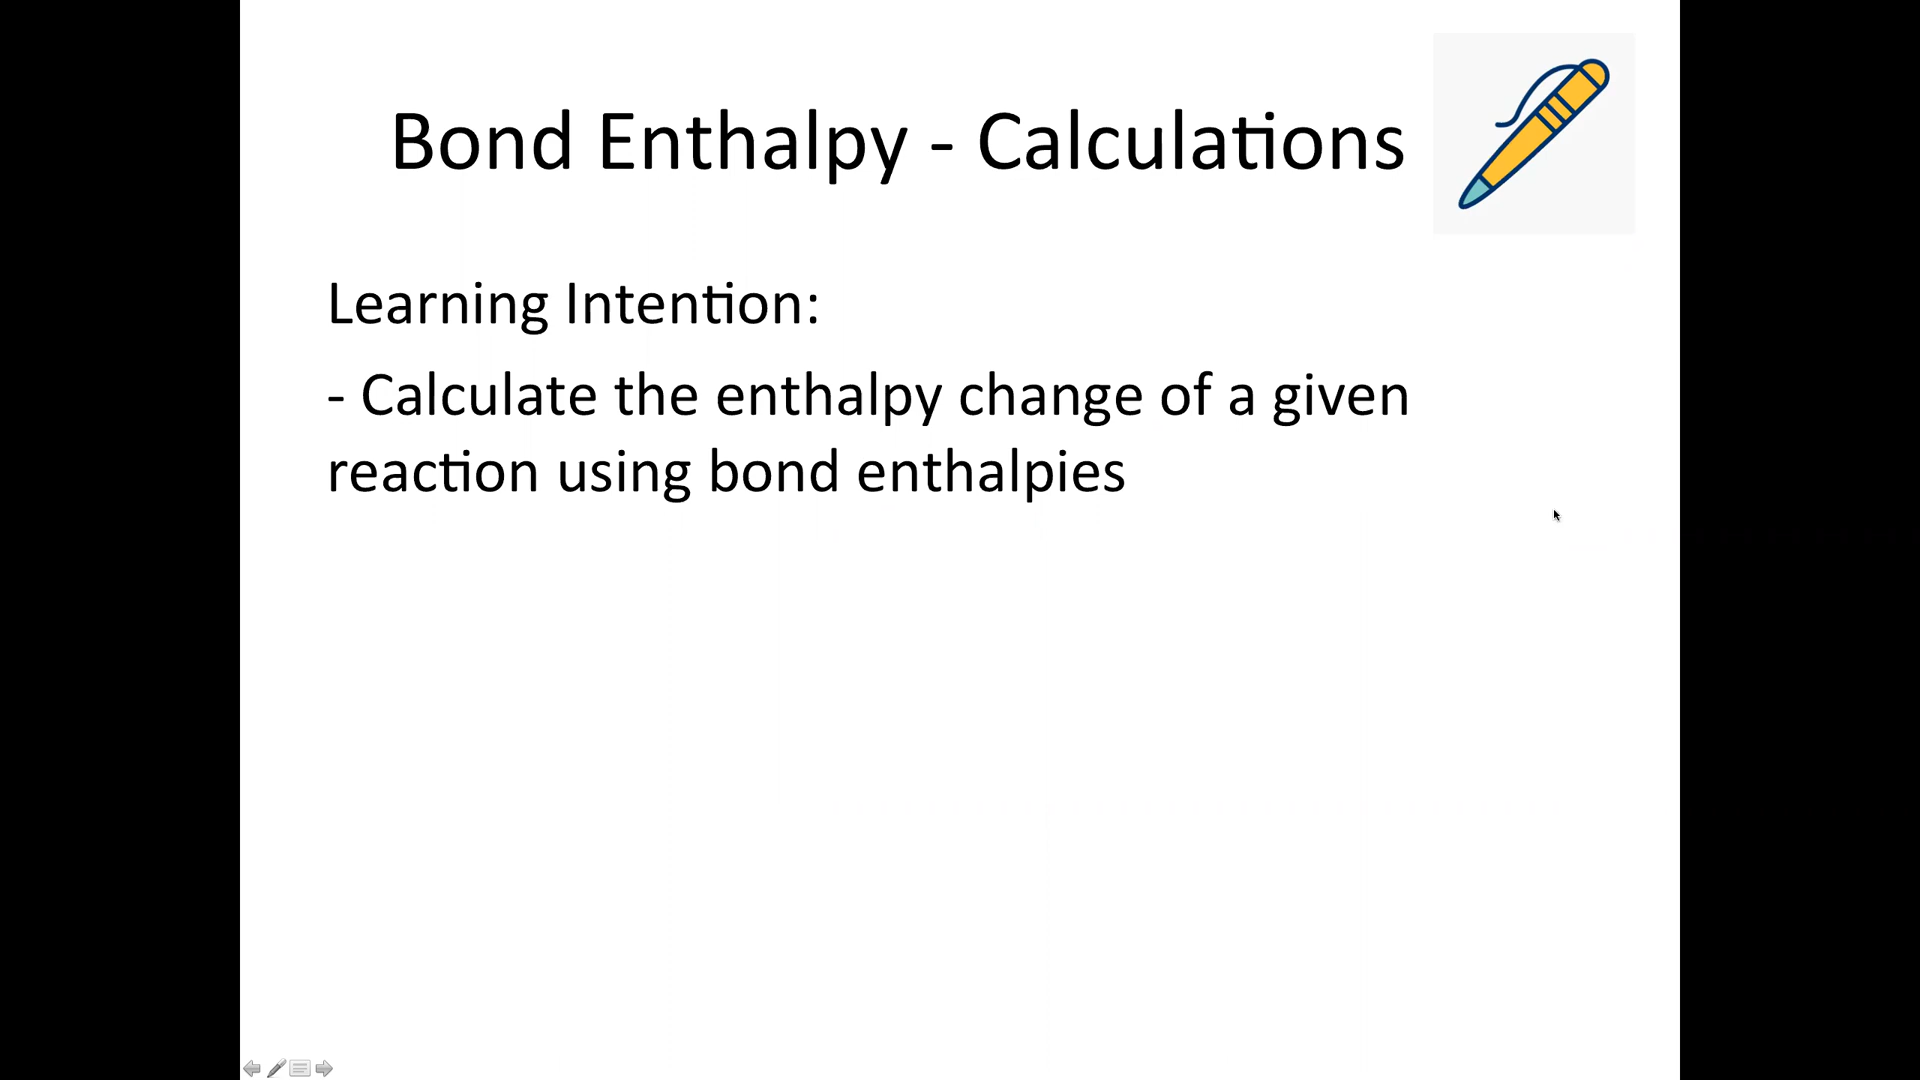 Bond Enthalpy - Calculations
Learning Intention:
- Calculate the enthalpy change of a given
reaction using bond enthalpies